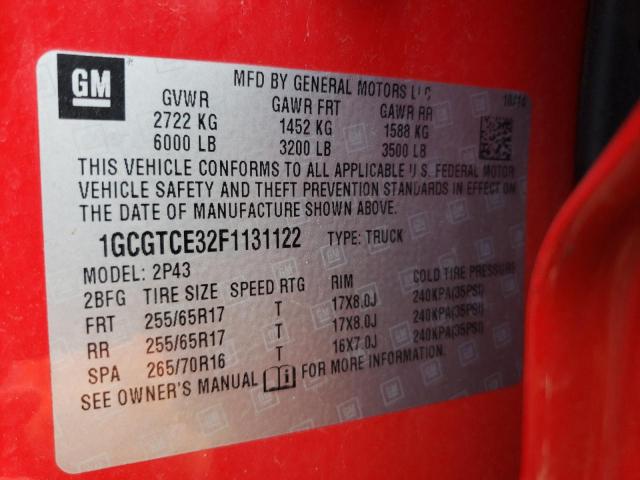 GM
MFD BY GENERAL MOTORS LLC
10/14
GVWR GAWR FRT GAWR RR
2722 KG 1452 KG 1588 KG
6000 LB 3200 LB 3500 LB
THIS VEHICLE CONFORMS TO ALL APPLICABLE U.S. FEDERAL MOTOR
VEHICLE SAFETY AND THEFT PREVENTION STANDARDS IN EFFECT ON
THE DATE OF MANUFACTURE SHOWN ABOVE.
1GCGTCE32F1131122 TYPE: TRUCK
MODEL: 2P43
2BFG TIRE SIZE SPEED RTG RIM COLD TIRE PRESSURE
FRT 255/65R17 T 17X8.0J 240KPA(35PSI)
RR 255/65R17 T 17X8.0J 240KPA(35PSI)
SPA 265/70R16 T 16X7.0J 240KPA(35PSI)
SEE OWNER'S MANUAL FOR MORE INFORMATION.